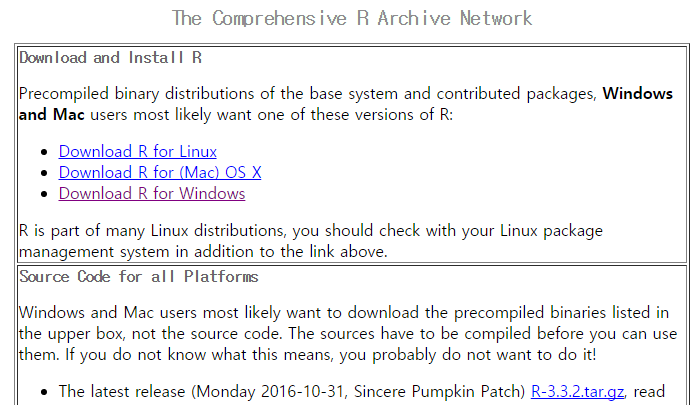 The Comprehensive R Archive Network
Download and Install R
Precompiled binary distributions of the base system and contributed packages, Windows
and Mac users most likely want one of these versions of R:
• Download R for Linux
• Download R for (Mac) OS X
• Download R for Windows
R is part of many Linux distributions, you should check with your Linux package
management system in addition to the link above.
Source Code for all Platforms
Windows and Mac users most likely want to download the precompiled binaries listed in
the upper box, not the source code. The sources have to be compiled before you can use
them. If you do not know what this means, you probably do not want to do it!
• The latest release (Monday 2016-10-31, Sincere Pumpkin Patch) R-3.3.2.tar.gz, read